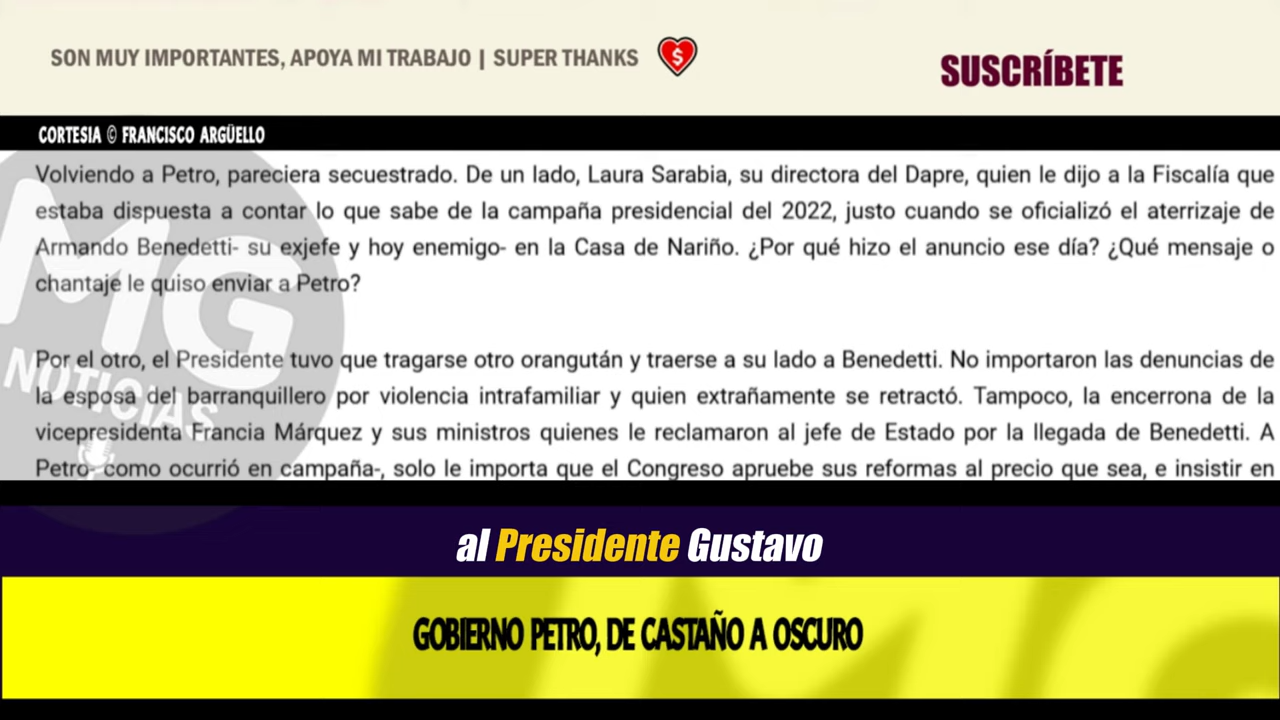 SON MUY IMPORTANTES, APOYA MI TRABAJO | SUPER THANKS $
SUSCRÍBETE
CORTESIA © FRANCISCO ARGÜELLO
Volviendo a Petro, pareciera secuestrado. De un lado, Laura Sarabia, su directora del Dapre, quien le dijo a la Fiscalía que
estaba dispuesta a contar lo que sabe de la campaña presidencial del 2022, justo cuando se oficializó el aterrizaje de
Armando Benedetti- su exjefe y hoy enemigo- en la Casa de Nariño. ¿Por qué hizo el anuncio ese día? ¿Qué mensaje o
chantaje le quiso enviar a Petro?
Por el otro, el Presidente tuvo que tragarse otro orangután y traerse a su lado a Benedetti. No importaron las denuncias de
la esposa del barranquillero por violencia intrafamiliar y quien extrañamente se retractó. Tampoco, la encerrona de la
vicepresidenta Francia Márquez y sus ministros quienes le reclamaron al jefe de Estado por la llegada de Benedetti. A
Petro- como ocurrió en campaña-, solo le importa que el Congreso apruebe sus reformas al precio que sea, e insistir en
MG
NOTICIAS
al Presidente Gustavo
GOBIERNO PETRO, DE CASTAÑO A OSCURO